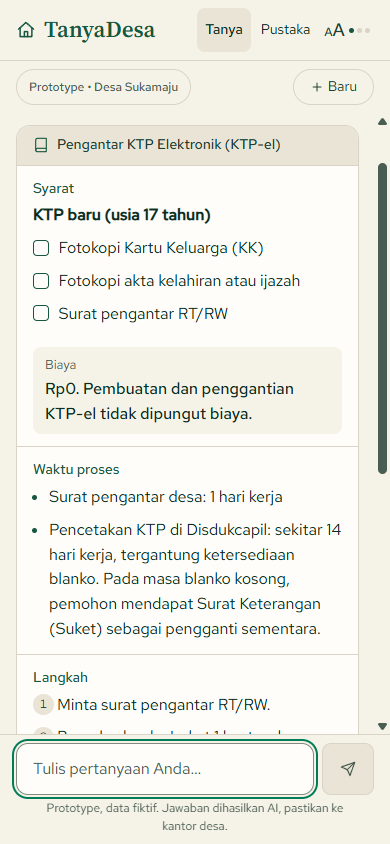 TanyaDesa
Tanya
Pustaka
AA
Prototype • Desa Sukamaju
+ Baru
Pengantar KTP Elektronik (KTP-el)
Syarat
KTP baru (usia 17 tahun)
Fotokopi Kartu Keluarga (KK)
Fotokopi akta kelahiran atau ijazah
Surat pengantar RT/RW
Biaya
Rp0. Pembuatan dan penggantian
KTP-el tidak dipungut biaya.
Waktu proses
• Surat pengantar desa: 1 hari kerja
• Pencetakan KTP di Disdukcapil: sekitar 14
hari kerja, tergantung ketersediaan
blanko. Pada masa blanko kosong,
pemohon mendapat Surat Keterangan
(Suket) sebagai pengganti sementara.
Langkah
1 Minta surat pengantar RT/RW.
Tulis pertanyaan Anda...
Prototype, data fiktif. Jawaban dihasilkan AI, pastikan ke
kantor desa.